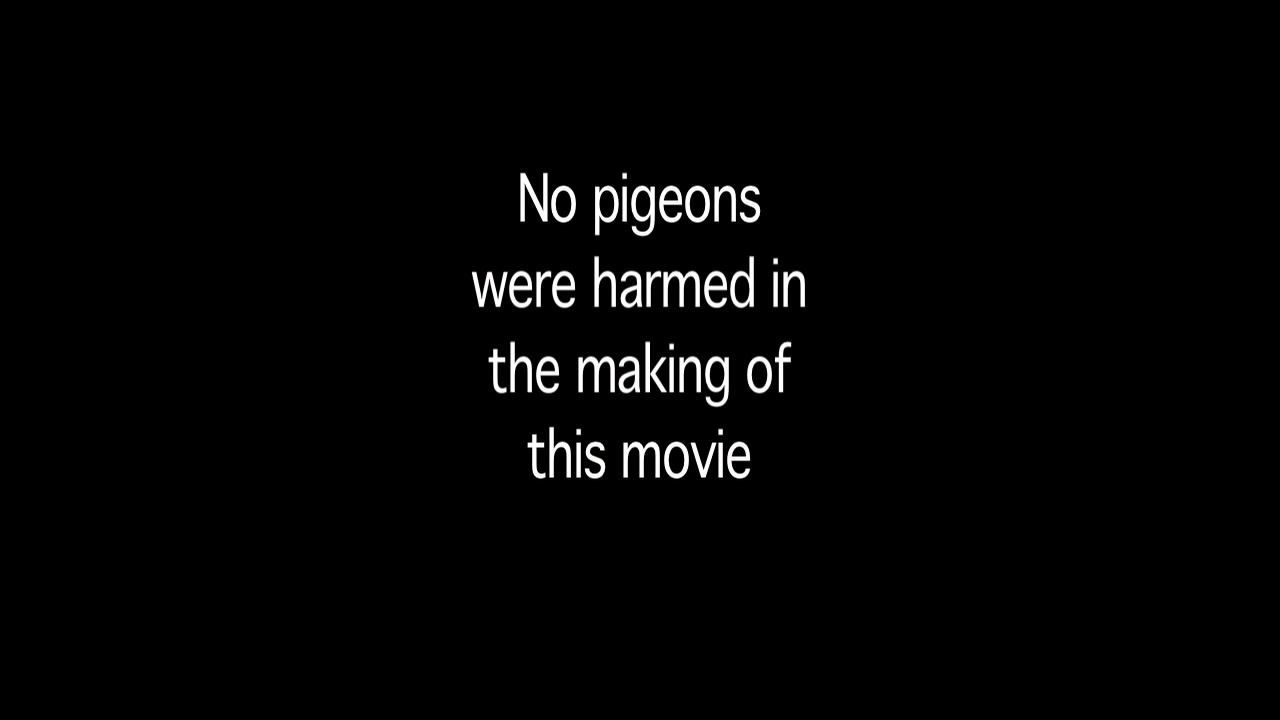 No pigeons
were harmed in
the making of
this movie